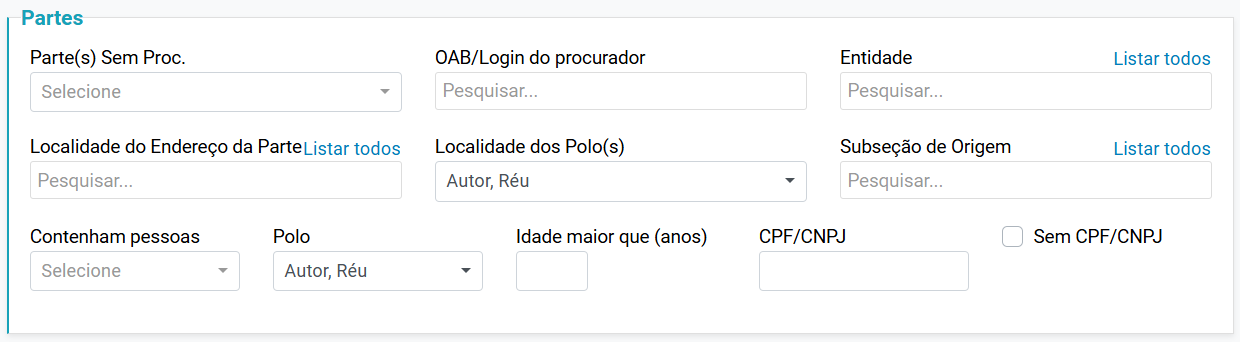 Partes
Parte(s) Sem Proc. OAB/Login do procurador Entidade Listar todos
Selecione Pesquisar... Pesquisar...
Localidade do Endereço da Parte Listar todos Localidade dos Polo(s) Subseção de Origem Listar todos
Pesquisar... Autor, Réu Pesquisar...
Contenham pessoas Polo Idade maior que (anos) CPF/CNPJ Sem CPF/CNPJ
Selecione Autor, Réu